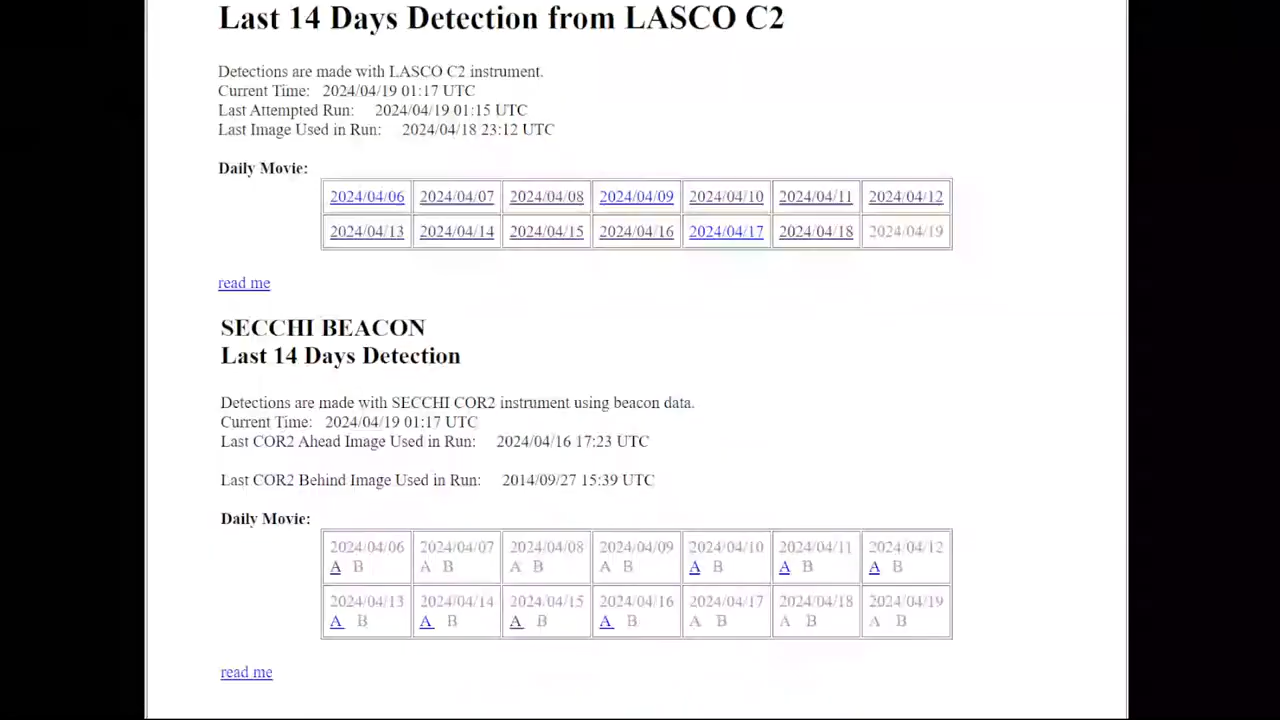 Last 14 Days Detection from LASCO C2
Detections are made with LASCO C2 instrument.
Current Time: 2024/04/19 01:17 UTC
Last Attempted Run: 2024/04/19 01:15 UTC
Last Image Used in Run: 2024/04/18 23:12 UTC
Daily Movie:
2024/04/06 2024/04/07 2024/04/08 2024/04/09 2024/04/10 2024/04/11 2024/04/12
2024/04/13 2024/04/14 2024/04/15 2024/04/16 2024/04/17 2024/04/18 2024/04/19
read me
SECCHI BEACON
Last 14 Days Detection
Detections are made with SECCHI COR2 instrument using beacon data.
Current Time: 2024/04/19 01:17 UTC
Last COR2 Ahead Image Used in Run: 2024/04/16 17:23 UTC
Last COR2 Behind Image Used in Run: 2014/09/27 15:39 UTC
Daily Movie:
2024/04/06 2024/04/07 2024/04/08 2024/04/09 2024/04/10 2024/04/11 2024/04/12
A B A B A B A B A B A B A B
2024/04/13 2024/04/14 2024/04/15 2024/04/16 2024/04/17 2024/04/18 2024/04/19
A B A B A B A B A B A B A B
read me